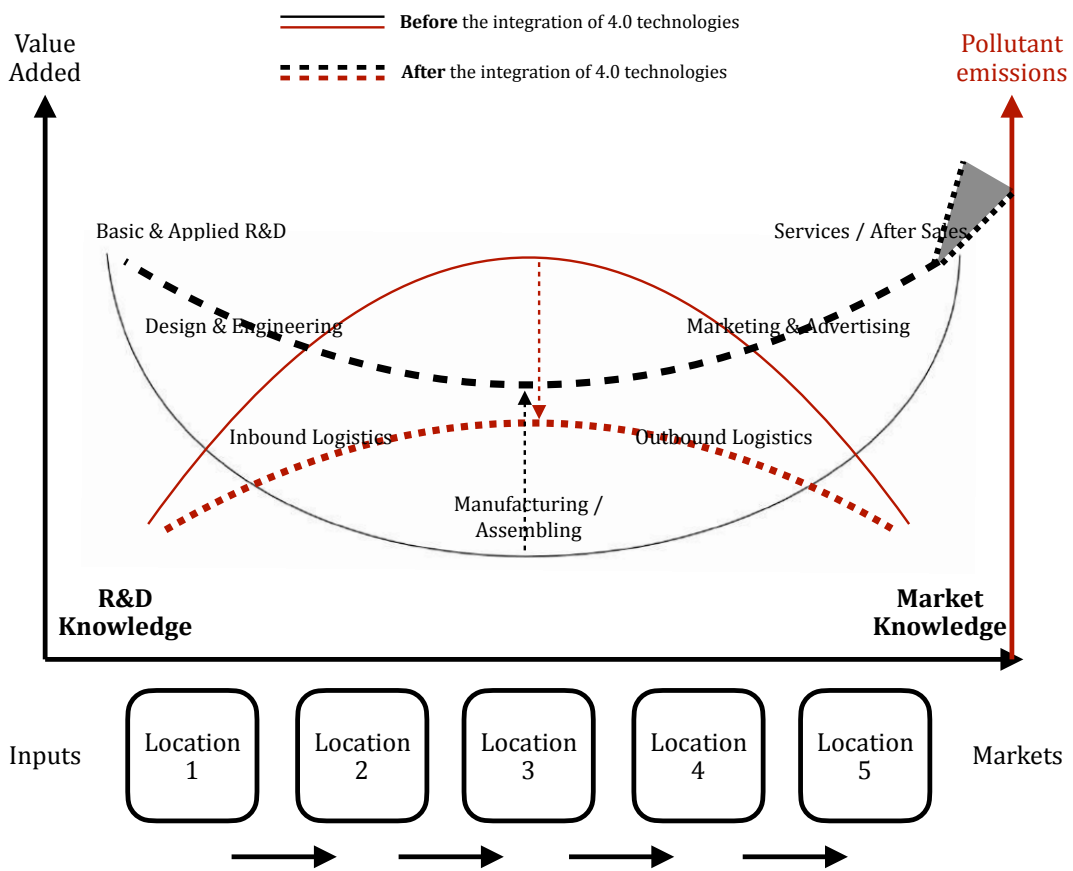 Before the integration of 4.0 technologies
After the integration of 4.0 technologies
Value
Added
Pollutant
emissions
Basic & Applied R&D
Services / After Sales
Design & Engineering
Marketing & Advertising
Inbound Logistics
Outbound Logistics
Manufacturing /
Assembling
R&D
Knowledge
Market
Knowledge
Inputs
Location
1
Location
2
Location
3
Location
4
Location
5
Markets